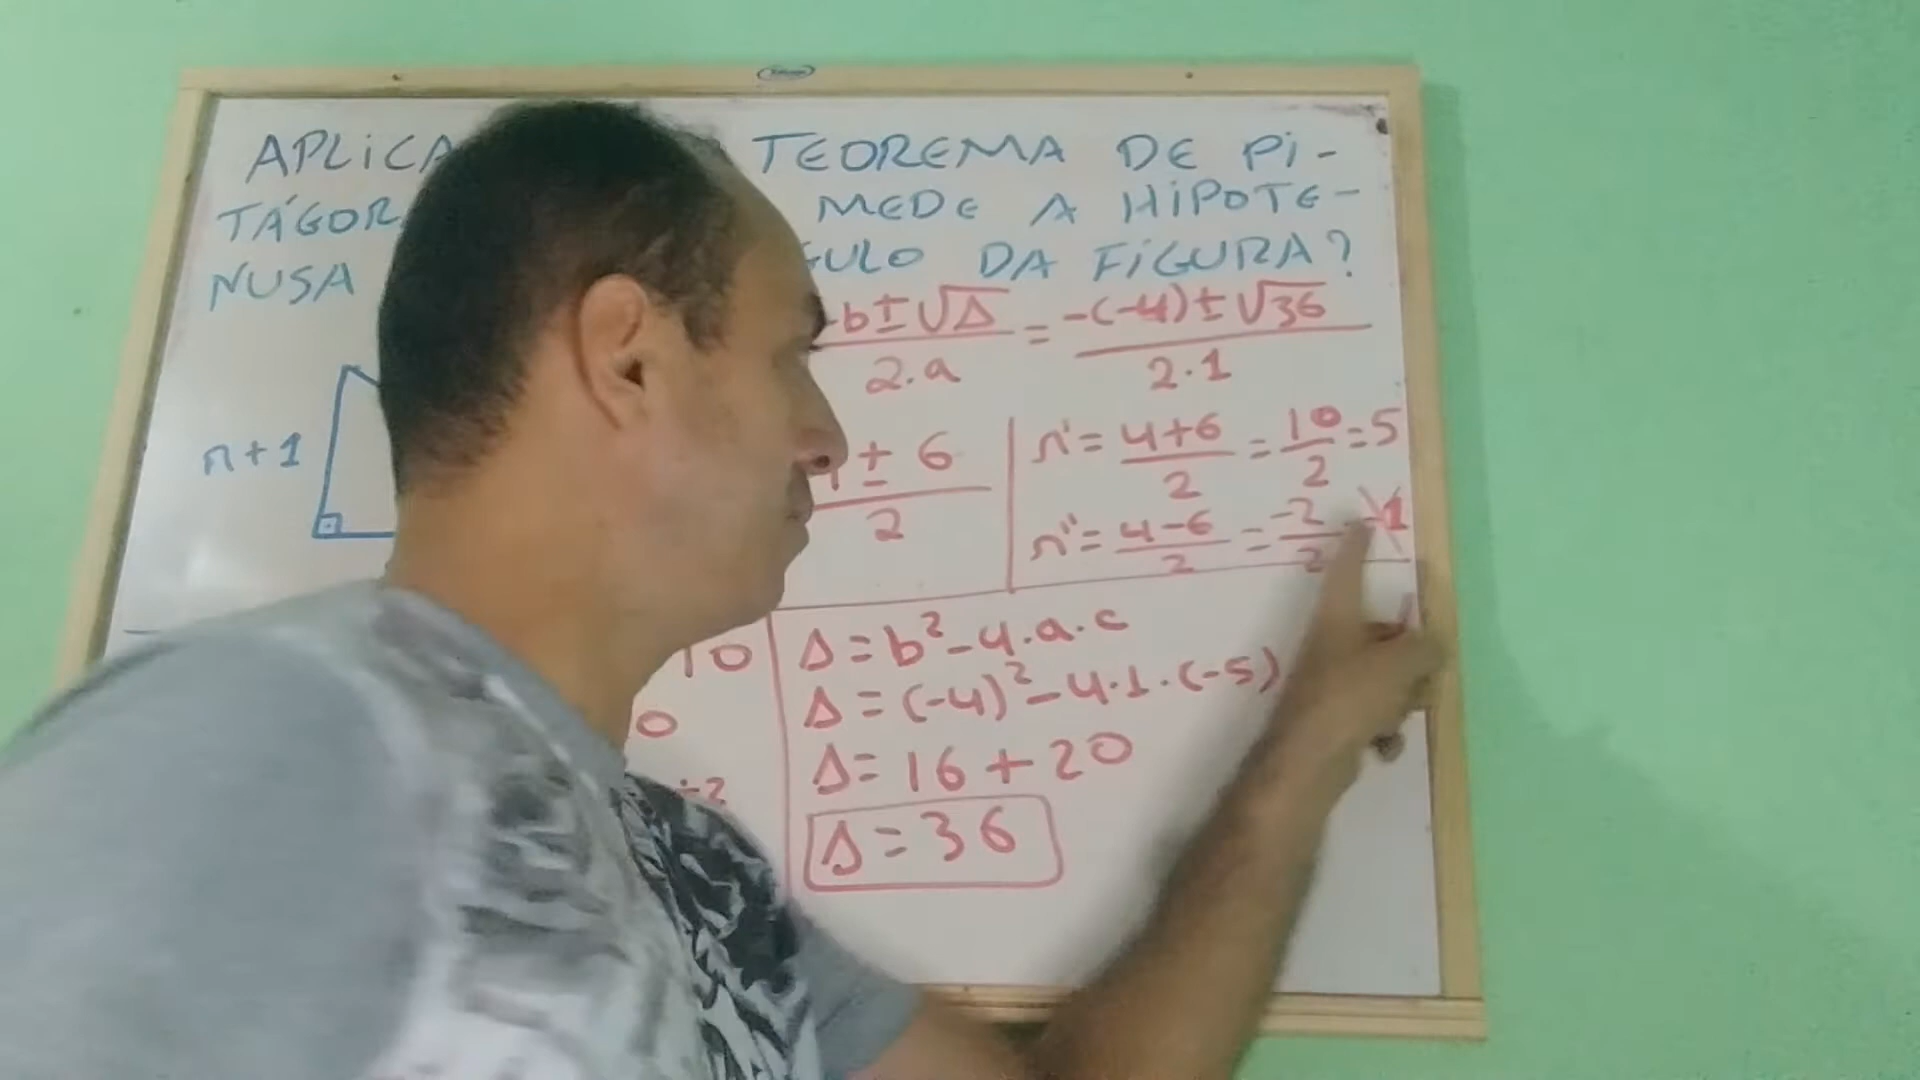 APLICA TEOREMA DE PI-
TÁGOR MEDE A HIPOTE-
NUSA GULO DA FIGURA?
-b±√Δ / 2.a = -(-4)±√36 / 2.1
n+1
± 6 / 2
n' = 4+6 / 2 = 10 / 2 = 5
n'' = 4-6 / 2 = -2 / 2 -1
10
0
÷2
Δ = b² - 4.a.c
Δ = (-4)² - 4.1.(-5)
Δ = 16 + 20
Δ = 36